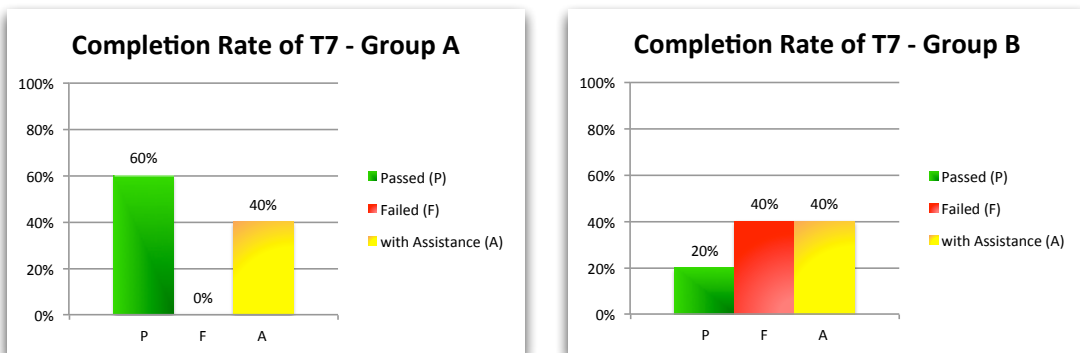 Completion Rate of T7 - Group A
100%
80%
60%
40%
20%
0%
60%
0%
40%
P F A
Passed (P)
Failed (F)
with Assistance (A)
Completion Rate of T7 - Group B
100%
80%
60%
40%
20%
0%
20%
40%
40%
P F A
Passed (P)
Failed (F)
with Assistance (A)